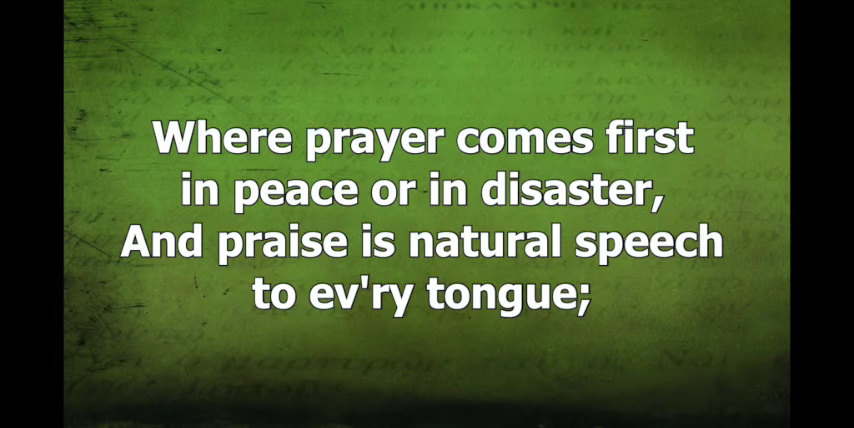 Where prayer comes first
in peace or in disaster,
And praise is natural speech
to ev'ry tongue;